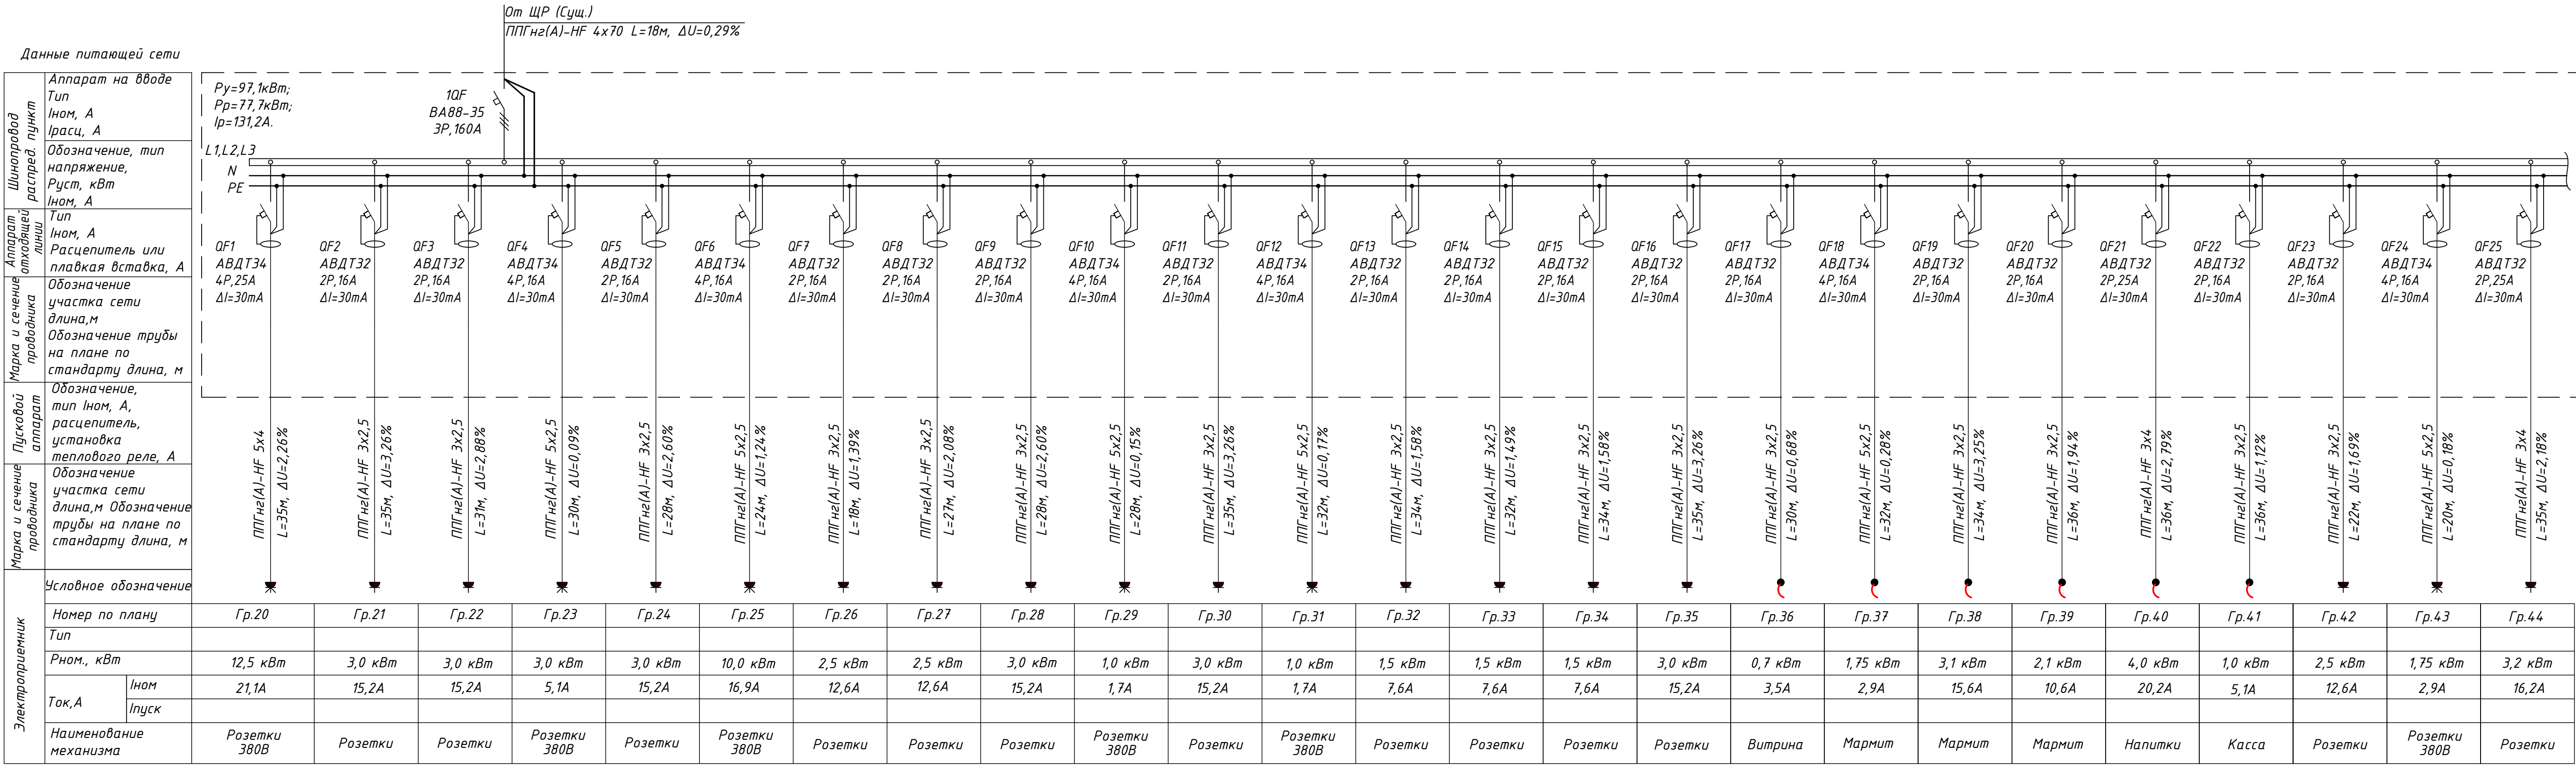 От ЩР (Сущ.)
ППГнг(А)-HF 4х70 L=18м, ΔU=0,29%
Данные питающей сети
Шинопровод распред. пункт
Аппарат на вводе
Тип
Iном, А
Iрасц, А
Обозначение, тип
напряжение,
Руст, кВт
Iном, А
Аппарат отходящей линии
Тип
Iном, А
Расцепитель или
плавкая вставка, А
Марка и сечение проводника
Обозначение
участка сети
длина,м
Обозначение трубы
на плане по
стандарту длина, м
Пусковой аппарат
Обозначение,
тип Iном, А,
расцепитель,
установка
теплового реле, А
Марка и сечение проводника
Обозначение
участка сети
длина,м Обозначение
трубы на плане по
стандарту длина, м
Ру=97,1кВт;
Рр=77,7кВт;
Iр=131,2А.
1QF
ВА88-35
3Р,160А
L1,L2,L3
N
PE
QF1 QF2 QF3 QF4 QF5 QF6 QF7 QF8 QF9 QF10 QF11 QF12 QF13 QF14 QF15 QF16 QF17 QF18 QF19 QF20 QF21 QF22 QF23 QF24 QF25
АВДТ34 АВДТ32 АВДТ32 АВДТ34 АВДТ32 АВДТ34 АВДТ32 АВДТ32 АВДТ32 АВДТ34 АВДТ32 АВДТ34 АВДТ32 АВДТ32 АВДТ32 АВДТ32 АВДТ32 АВДТ34 АВДТ32 АВДТ32 АВДТ32 АВДТ32 АВДТ32 АВДТ34 АВДТ32
4Р,25А 2Р,16А 2Р,16А 4Р,16А 2Р,16А 4Р,16А 2Р,16А 2Р,16А 2Р,16А 4Р,16А 2Р,16А 4Р,16А 2Р,16А 2Р,16А 2Р,16А 2Р,16А 2Р,16А 4Р,16А 2Р,16А 2Р,16А 2Р,25А 2Р,16А 2Р,16А 4Р,16А 2Р,25А
ΔI=30mA ΔI=30mA ΔI=30mA ΔI=30mA ΔI=30mA ΔI=30mA ΔI=30mA ΔI=30mA ΔI=30mA ΔI=30mA ΔI=30mA ΔI=30mA ΔI=30mA ΔI=30mA ΔI=30mA ΔI=30mA ΔI=30mA ΔI=30mA ΔI=30mA ΔI=30mA ΔI=30mA ΔI=30mA ΔI=30mA ΔI=30mA ΔI=30mA
ППГнг(А)-HF 5х4
L=35м, ΔU=2,26%
ППГнг(А)-HF 3х2,5
L=35м, ΔU=3,26%
ППГнг(А)-HF 3х2,5
L=31м, ΔU=2,88%
ППГнг(А)-HF 5х2,5
L=30м, ΔU=0,09%
ППГнг(А)-HF 3х2,5
L=28м, ΔU=2,60%
ППГнг(А)-HF 5х2,5
L=24м, ΔU=1,24%
ППГнг(А)-HF 3х2,5
L=18м, ΔU=1,39%
ППГнг(А)-HF 3х2,5
L=27м, ΔU=2,08%
ППГнг(А)-HF 3х2,5
L=28м, ΔU=2,60%
ППГнг(А)-HF 5х2,5
L=28м, ΔU=0,15%
ППГнг(А)-HF 3х2,5
L=35м, ΔU=3,26%
ППГнг(А)-HF 5х2,5
L=32м, ΔU=0,17%
ППГнг(А)-HF 3х2,5
L=34м, ΔU=1,58%
ППГнг(А)-HF 3х2,5
L=32м, ΔU=1,49%
ППГнг(А)-HF 3х2,5
L=34м, ΔU=1,58%
ППГнг(А)-HF 3х2,5
L=35м, ΔU=3,26%
ППГнг(А)-HF 3х2,5
L=30м, ΔU=0,68%
ППГнг(А)-HF 5х2,5
L=32м, ΔU=0,28%
ППГнг(А)-HF 3х2,5
L=34м, ΔU=3,25%
ППГнг(А)-HF 3х2,5
L=36м, ΔU=1,94%
ППГнг(А)-HF 3х4
L=36м, ΔU=2,79%
ППГнг(А)-HF 3х2,5
L=36м, ΔU=1,12%
ППГнг(А)-HF 3х2,5
L=22м, ΔU=1,69%
ППГнг(А)-HF 5х2,5
L=20м, ΔU=0,18%
ППГнг(А)-HF 3х4
L=35м, ΔU=2,18%
Электроприемник
Условное обозначение
Номер по плану Гр.20 Гр.21 Гр.22 Гр.23 Гр.24 Гр.25 Гр.26 Гр.27 Гр.28 Гр.29 Гр.30 Гр.31 Гр.32 Гр.33 Гр.34 Гр.35 Гр.36 Гр.37 Гр.38 Гр.39 Гр.40 Гр.41 Гр.42 Гр.43 Гр.44
Тип
Рном., кВт 12,5 кВт 3,0 кВт 3,0 кВт 3,0 кВт 3,0 кВт 10,0 кВт 2,5 кВт 2,5 кВт 3,0 кВт 1,0 кВт 3,0 кВт 1,0 кВт 1,5 кВт 1,5 кВт 1,5 кВт 3,0 кВт 0,7 кВт 1,75 кВт 3,1 кВт 2,1 кВт 4,0 кВт 1,0 кВт 2,5 кВт 1,75 кВт 3,2 кВт
Ток,А Iном 21,1А 15,2А 15,2А 5,1А 15,2А 16,9А 12,6А 12,6А 15,2А 1,7А 15,2А 1,7А 7,6А 7,6А 7,6А 15,2А 3,5А 2,9А 15,6А 10,6А 20,2А 5,1А 12,6А 2,9А 16,2А
Iпуск
Наименование
механизма
Розетки
380В
Розетки
Розетки
Розетки
380В
Розетки
Розетки
380В
Розетки
Розетки
Розетки
Розетки
380В
Розетки
Розетки
380В
Розетки
Розетки
Розетки
Розетки
Витрина
Мармит
Мармит
Мармит
Напитки
Касса
Розетки
Розетки
380В
Розетки